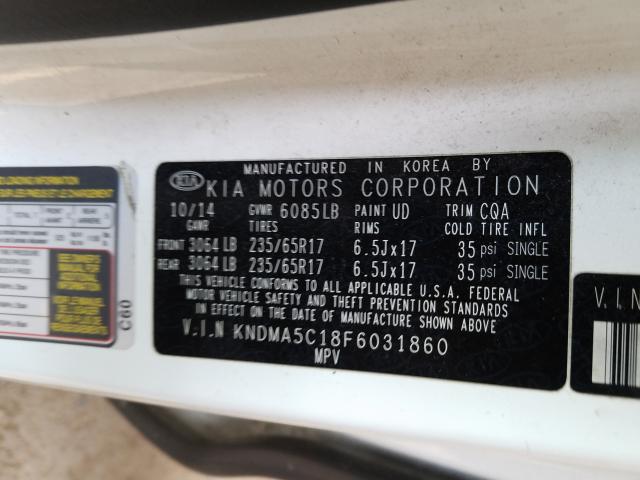 MANUFACTURED IN KOREA BY
KIA KIA MOTORS CORPORATION
10/14 GVWR 6085LB PAINT UD TRIM CQA
GAWR TIRES RIMS COLD TIRE INFL
FRONT 3064 LB 235/65R17 6.5Jx17 35 psi SINGLE
REAR 3064 LB 235/65R17 6.5Jx17 35 psi SINGLE
THIS VEHICLE CONFORMS TO ALL APPLICABLE U.S.A. FEDERAL
MOTOR VEHICLE SAFETY AND THEFT PREVENTION STANDARDS
IN EFFECT ON THE DATE OF MANUFACTURE SHOWN ABOVE.
V.I.N KNDMA5C18F6031860
MPV
LOADING INFORMATION
C60
V.I.N